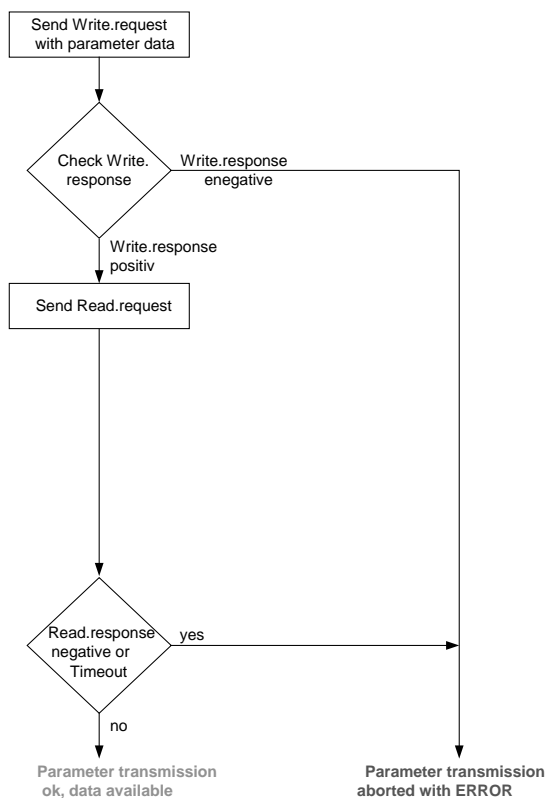 Send Write.request
with parameter data
Check Write.
response
Write.response
enegative
Write.response
positiv
Send Read.request
Read.response
negative or
Timeout
yes
no
Parameter transmission
ok, data available
Parameter transmission
aborted with ERROR